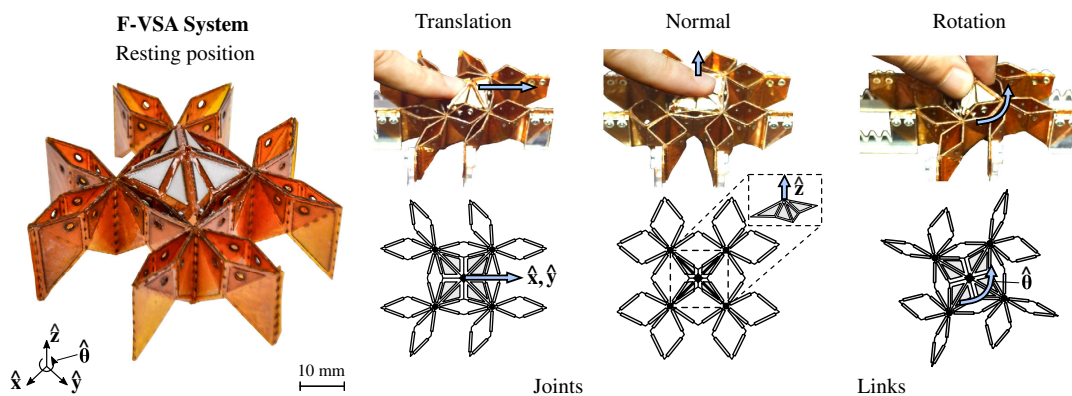 F-VSA System
Resting position
Translation
Normal
Rotation
ẑ
x̂, ŷ
θ̂
ẑ
θ̂
x̂
ŷ
10 mm
Joints
Links